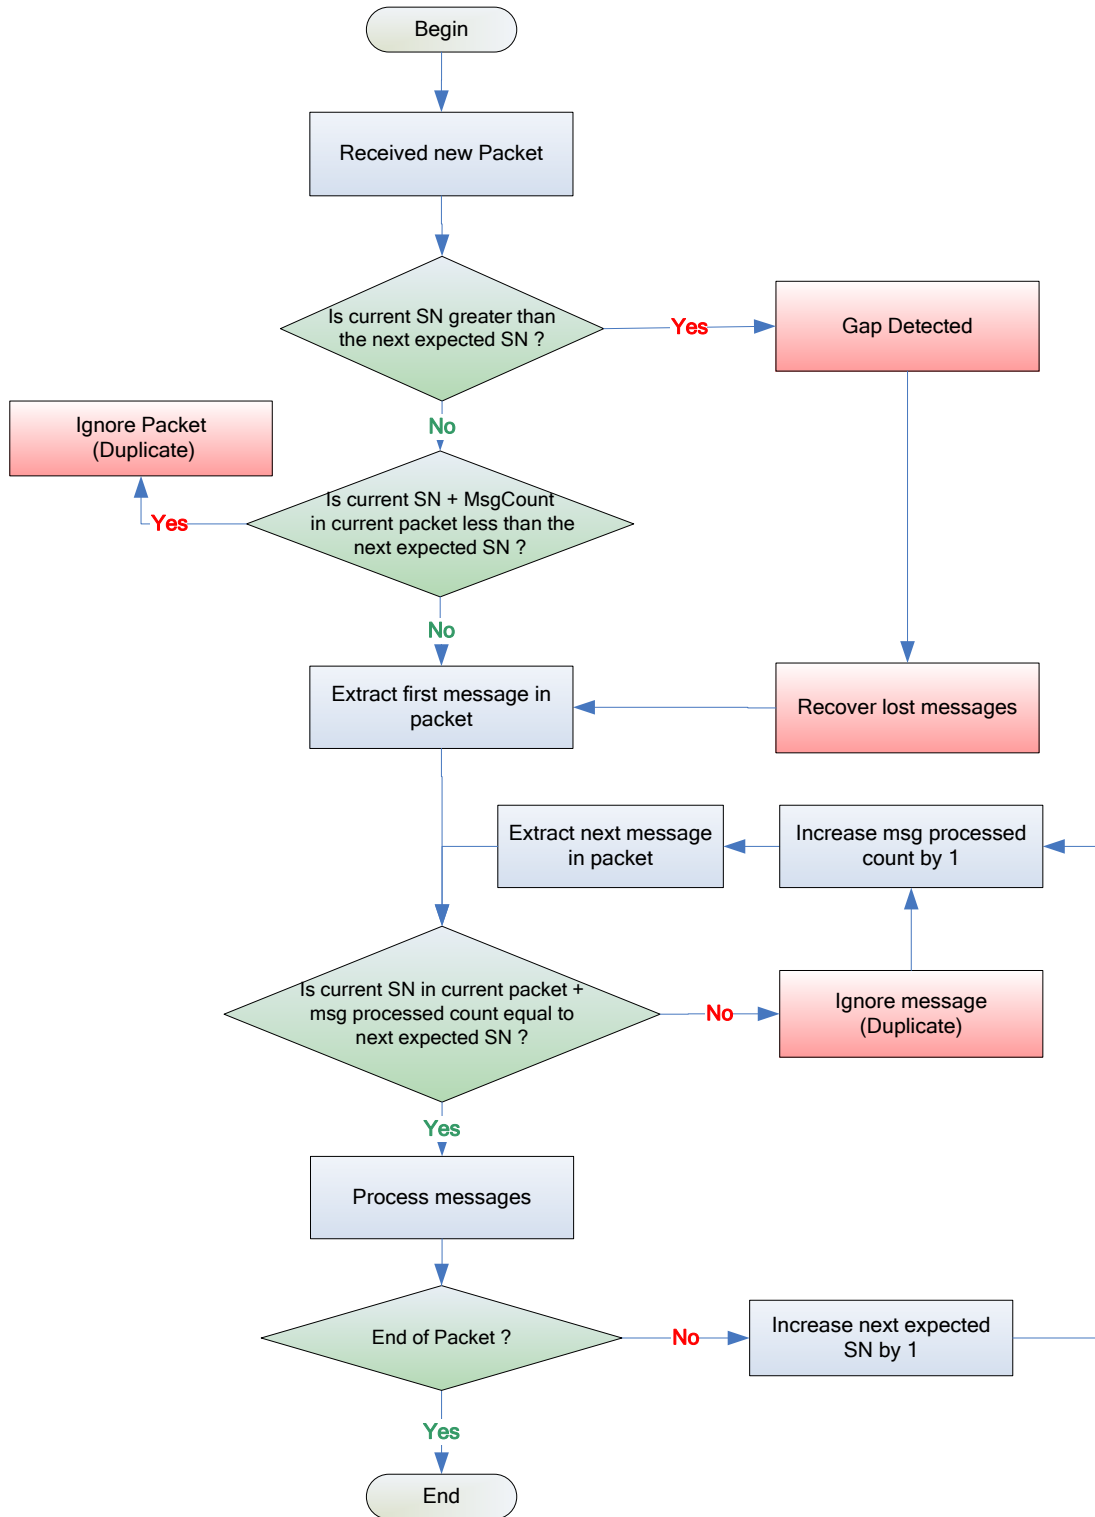 Begin
Received new Packet
Is current SN greater than
the next expected SN ?
Yes
Gap Detected
No
Ignore Packet
(Duplicate)
Is current SN + MsgCount
in current packet less than the
next expected SN ?
Yes
No
Extract first message in
packet
Recover lost messages
Extract next message
in packet
Increase msg processed
count by 1
Is current SN in current packet +
msg processed count equal to
next expected SN ?
No
Ignore message
(Duplicate)
Yes
Process messages
End of Packet ?
No
Increase next expected
SN by 1
Yes
End